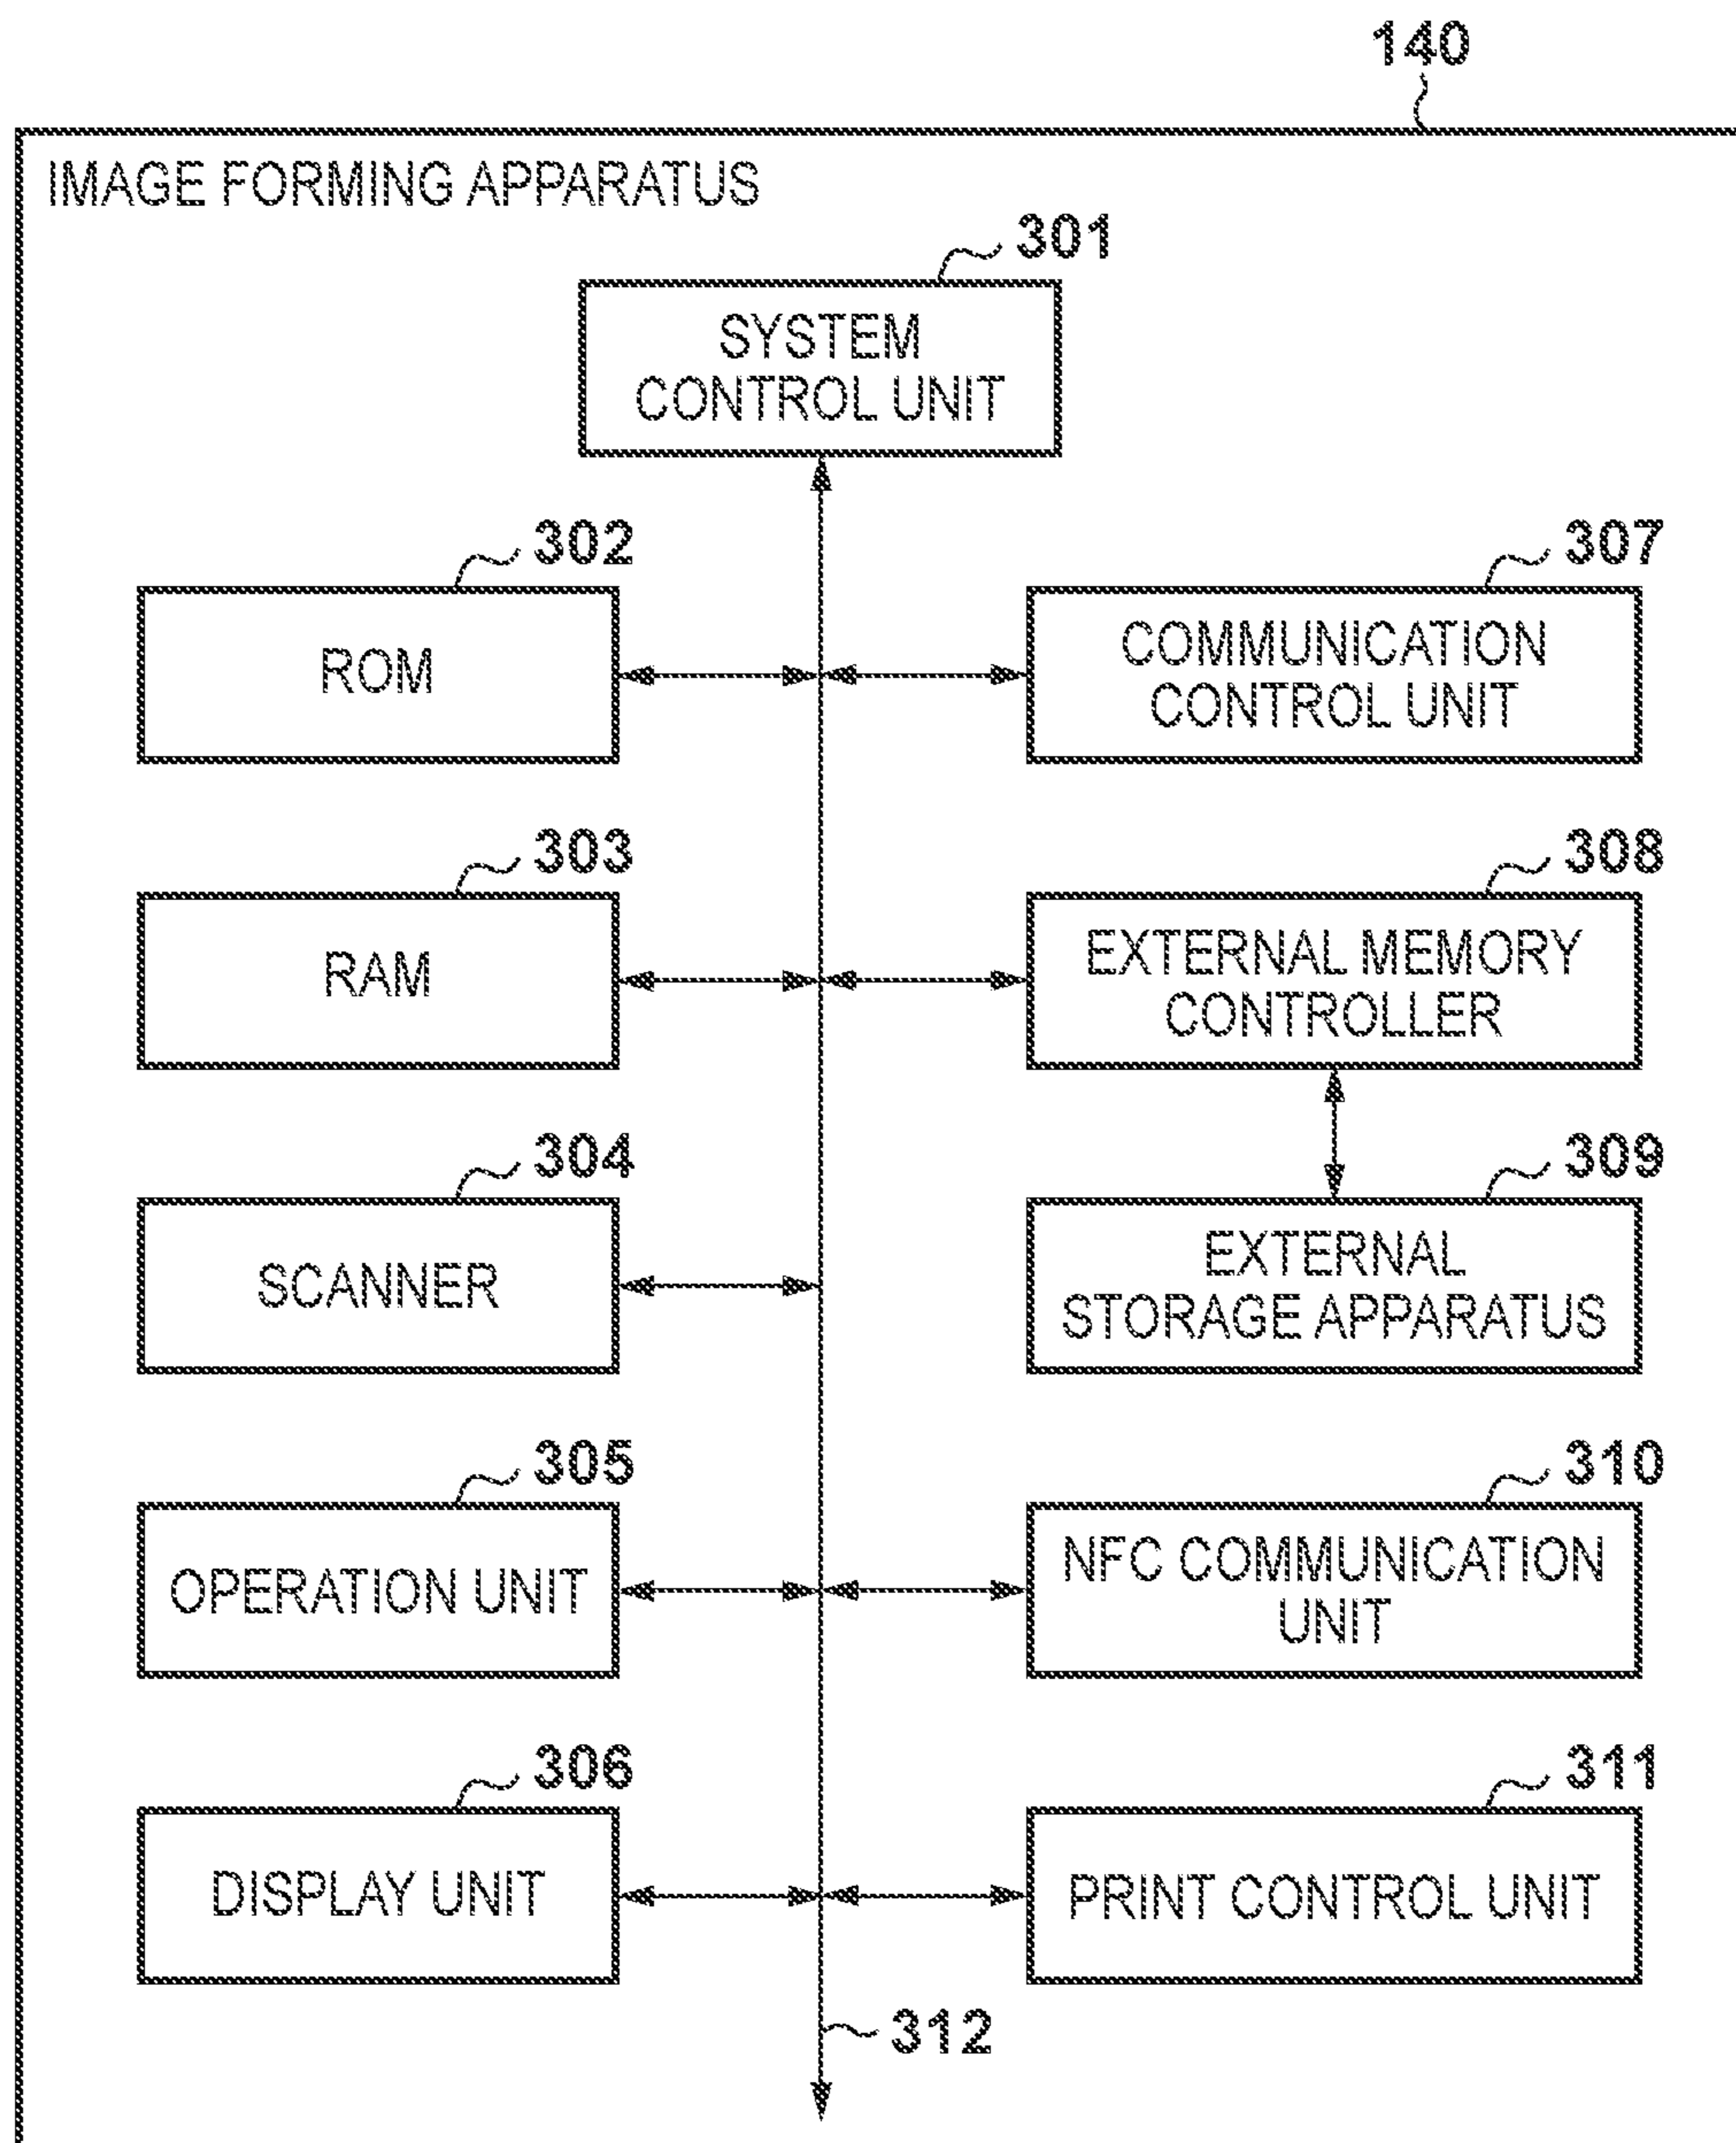 140
IMAGE FORMING APPARATUS
301
SYSTEM
CONTROL UNIT
302
ROM
307
COMMUNICATION
CONTROL UNIT
303
RAM
308
EXTERNAL MEMORY
CONTROLLER
304
SCANNER
309
EXTERNAL
STORAGE APPARATUS
305
OPERATION UNIT
310
NFC COMMUNICATION
UNIT
306
DISPLAY UNIT
311
PRINT CONTROL UNIT
312